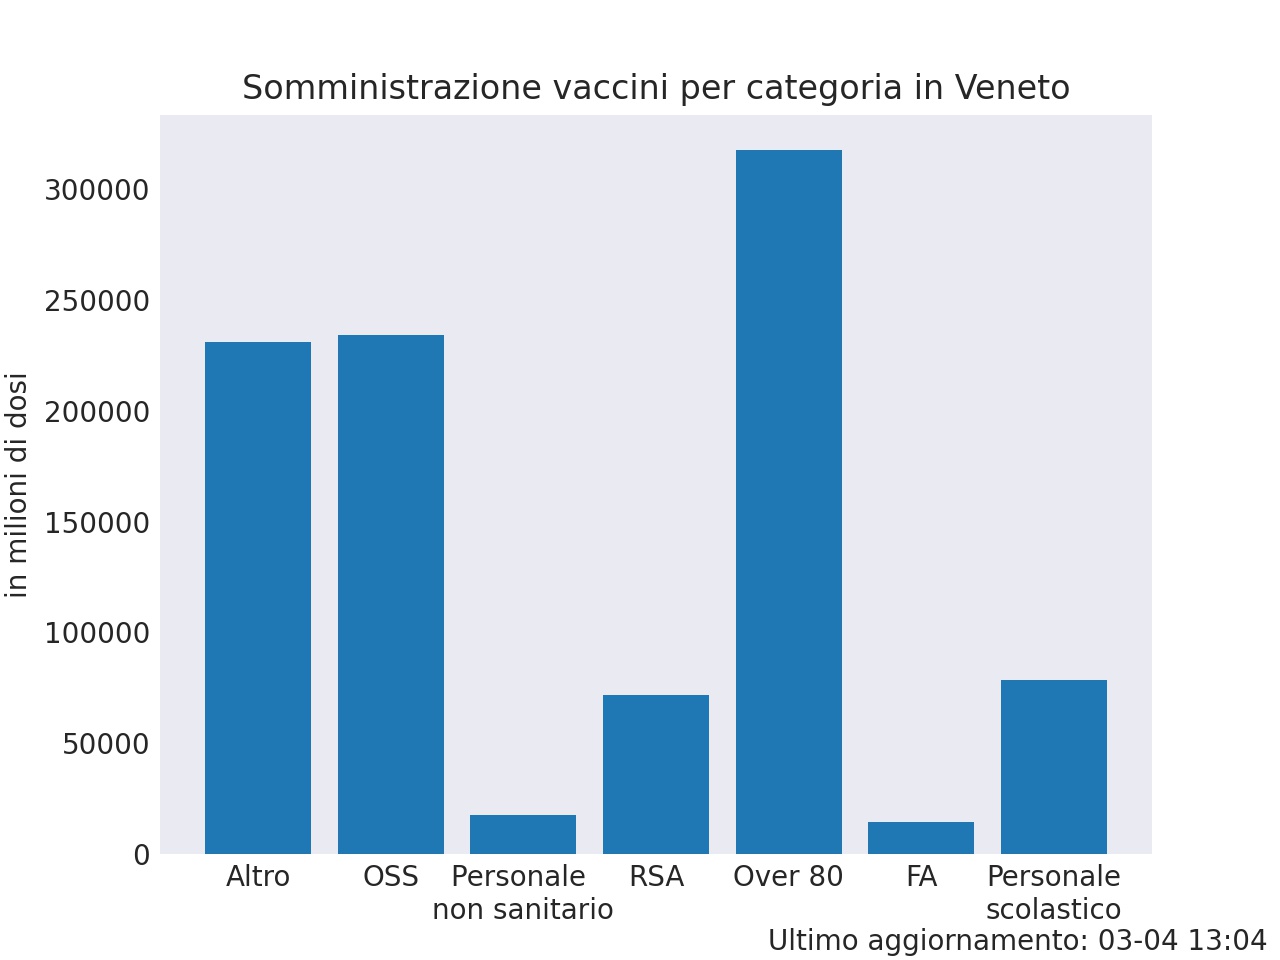 Somministrazione vaccini per categoria in Veneto
in milioni di dosi
300000
250000
200000
150000
100000
50000
0
Altro
OSS
Personale
non sanitario
RSA
Over 80
FA
Personale
scolastico
Ultimo aggiornamento: 03-04 13:04